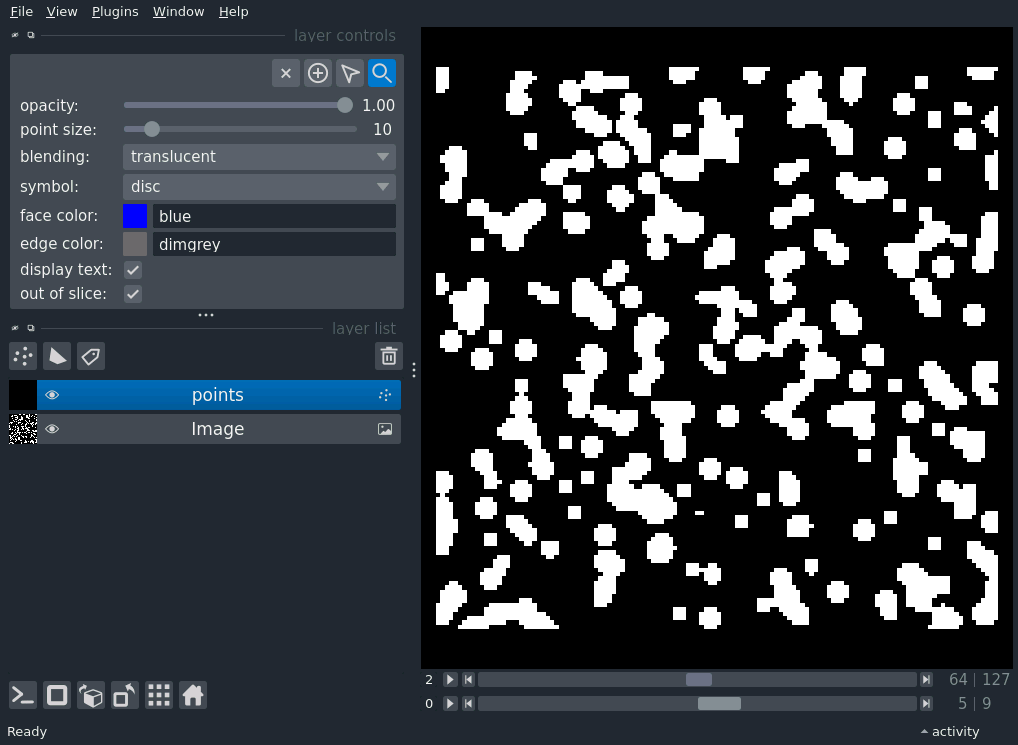 File View Plugins Window Help
layer controls
opacity: 1.00
point size: 10
blending: translucent
symbol: disc
face color: blue
edge color: dimgrey
display text:
out of slice:
layer list
points
Image
2 64 | 127
0 5 | 9
Ready activity